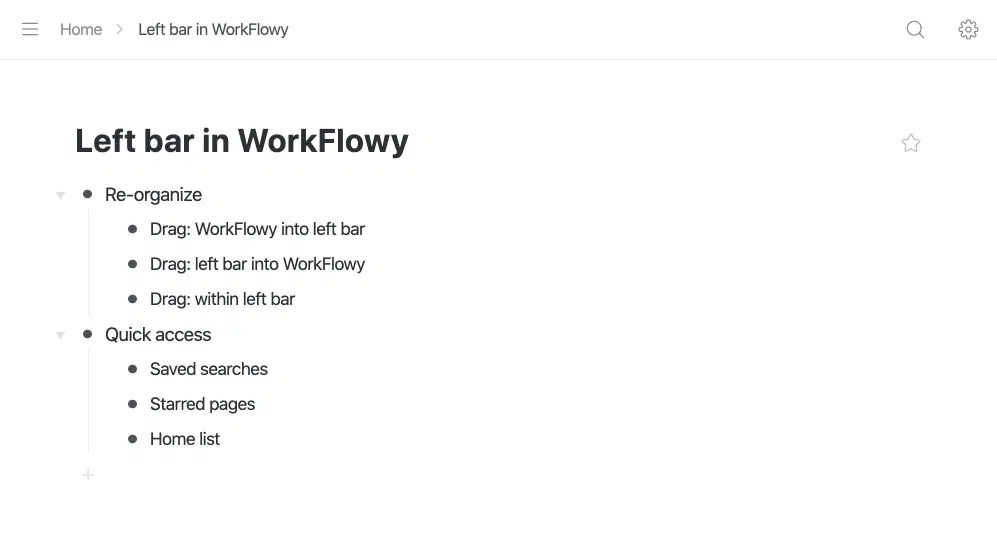 Home > Left bar in WorkFlowy
Left bar in WorkFlowy
Re-organize
Drag: WorkFlowy into left bar
Drag: left bar into WorkFlowy
Drag: within left bar
Quick access
Saved searches
Starred pages
Home list